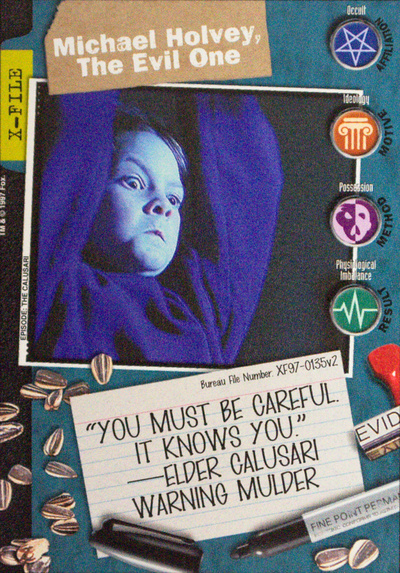 Michael Holvey,
The Evil One
X-FILE
TM & © 1997 Fox.
EPISODE: THE CALUSARI
Occult
AFFILIATION
Ideology
MOTIVE
Possession
METHOD
Physiological
Imbalance
RESULT
Bureau File Number: XF97-0135v2
"YOU MUST BE CAREFUL.
IT KNOWS YOU."
—ELDER CALUSARI
WARNING MULDER
EVID
FINE POINT PERMA